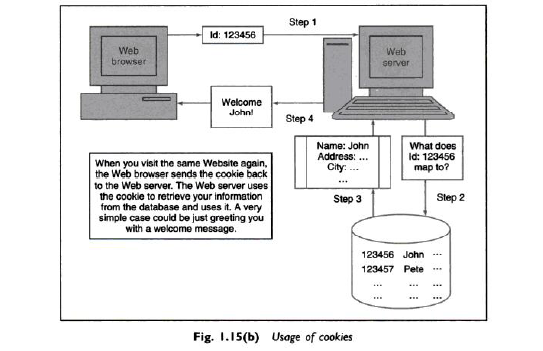 Web
browser
Id: 123456
Step 1
Web
server
Welcome
John!
Step 4
Name: John
Address: ...
City: ...
...
What does
Id: 123456
map to?
Step 3
Step 2
When you visit the same Website again,
the Web browser sends the cookie back
to the Web server. The Web server uses
the cookie to retrieve your information
from the database and uses it. A very
simple case could be just greeting you
with a welcome message.
123456 John ...
123457 Pete ...
... ... ...
... ... ...
Fig. 1.15(b) Usage of cookies